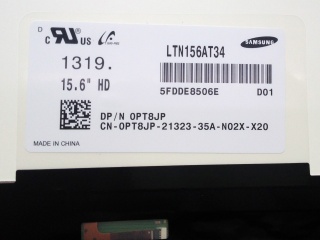 D
c RU US
SAMSUNG
LTN156AT34
1319.
15.6" HD
5FDDE8506E D01
DP/N 0PT8JP
CN-0PT8JP-21323-35A-N02X-X20
MADE IN CHINA